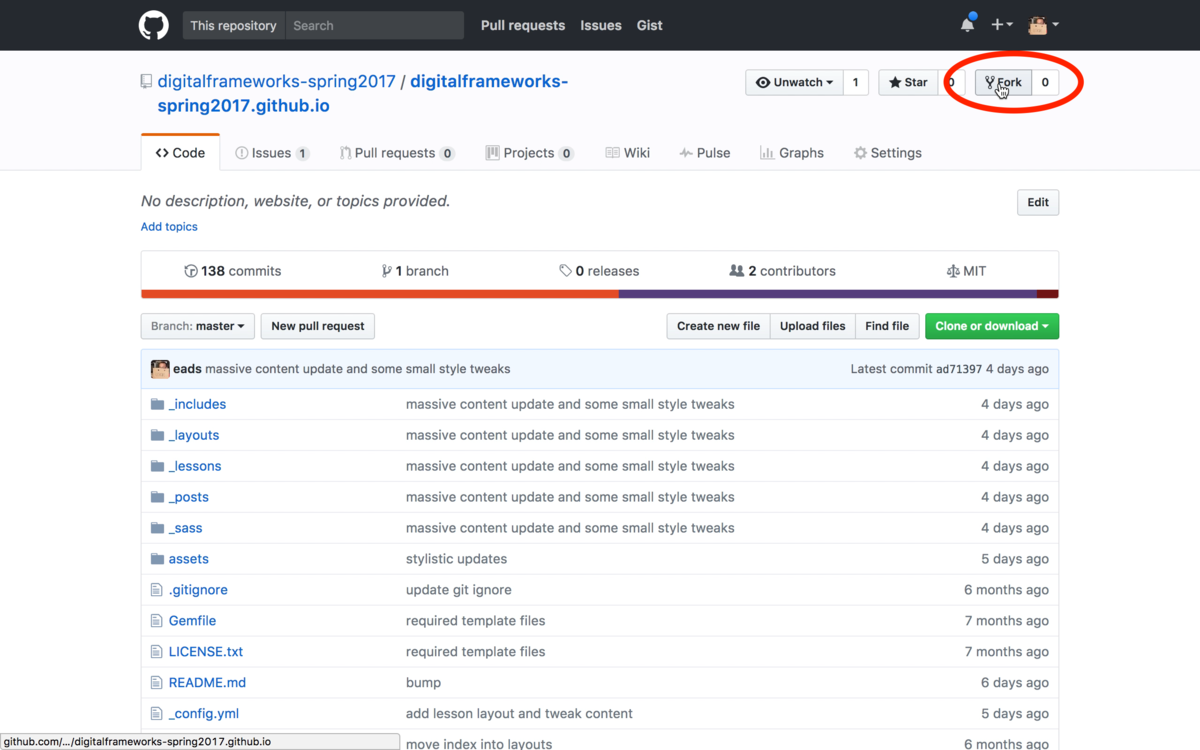 This repository Search Pull requests Issues Gist
digitalframeworks-spring2017 / digitalframeworks-
spring2017.github.io
Unwatch 1 Star 0 Fork 0
Code Issues 1 Pull requests 0 Projects 0 Wiki Pulse Graphs Settings
No description, website, or topics provided.
Edit
Add topics
138 commits 1 branch 0 releases 2 contributors MIT
Branch: master New pull request Create new file Upload files Find file Clone or download
eads massive content update and some small style tweaks Latest commit ad71397 4 days ago
_includes massive content update and some small style tweaks 4 days ago
_layouts massive content update and some small style tweaks 4 days ago
_lessons massive content update and some small style tweaks 4 days ago
_posts massive content update and some small style tweaks 4 days ago
_sass massive content update and some small style tweaks 4 days ago
assets stylistic updates 5 days ago
.gitignore update git ignore 6 months ago
Gemfile required template files 7 months ago
LICENSE.txt required template files 7 months ago
README.md bump 6 days ago
_config.yml add lesson layout and tweak content 5 days ago
move index into layouts 6 months ago
github.com/.../digitalframeworks-spring2017.github.io